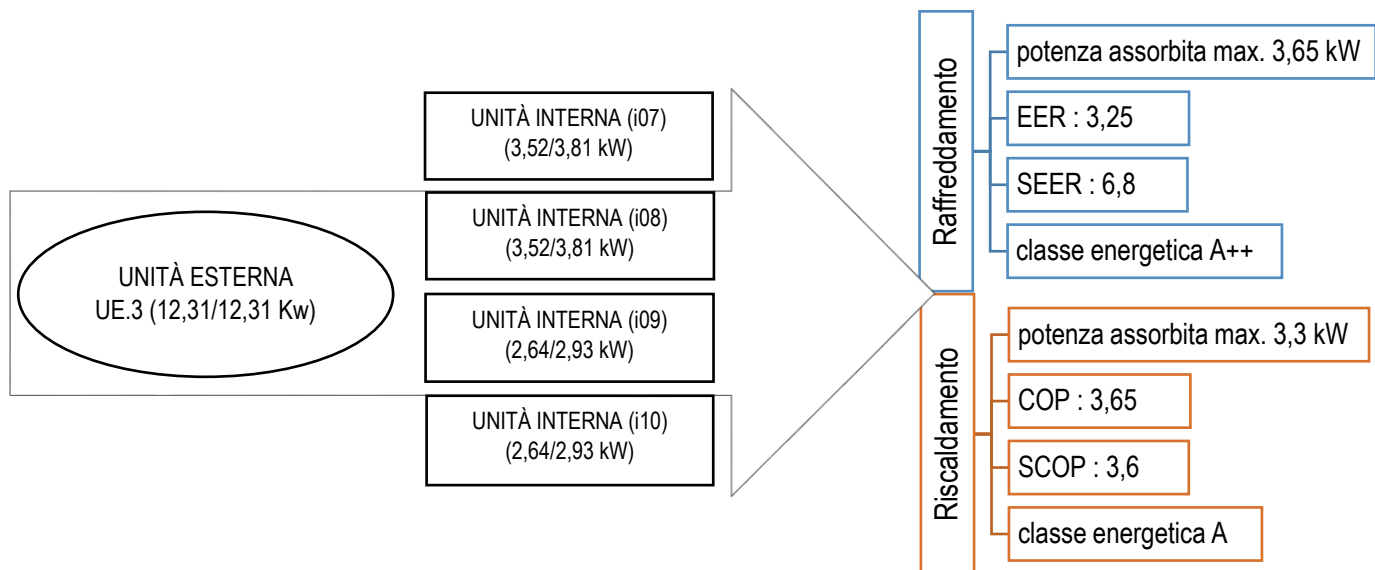 UNITÀ ESTERNA
UE.3 (12,31/12,31 Kw)
UNITÀ INTERNA (i07)
(3,52/3,81 kW)
UNITÀ INTERNA (i08)
(3,52/3,81 kW)
UNITÀ INTERNA (i09)
(2,64/2,93 kW)
UNITÀ INTERNA (i10)
(2,64/2,93 kW)
Raffreddamento
potenza assorbita max. 3,65 kW
EER : 3,25
SEER : 6,8
classe energetica A++
Riscaldamento
potenza assorbita max. 3,3 kW
COP : 3,65
SCOP : 3,6
classe energetica A